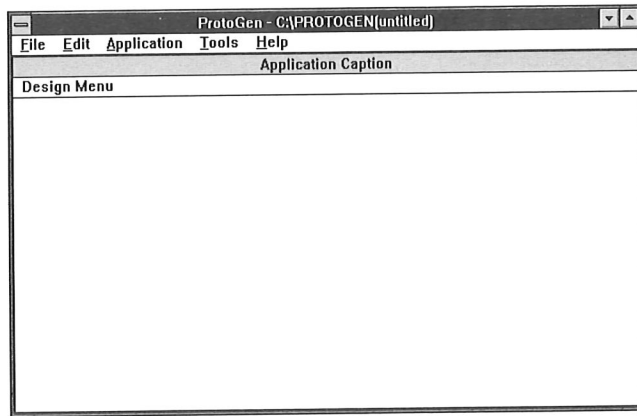 ProtoGen - C:\PROTOGEN(untitled)
File Edit Application Tools Help
Application Caption
Design Menu